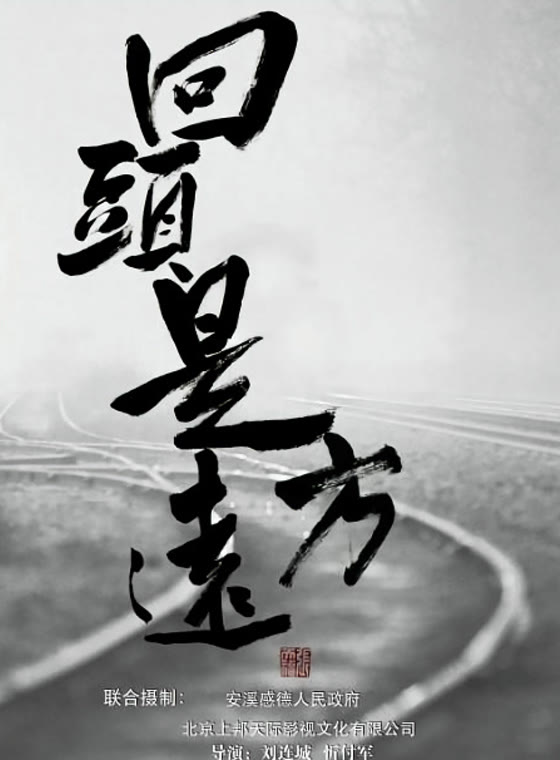 回頭是遠方
联合摄制： 安溪感德人民政府
北京上邦天际影视文化有限公司
导演：刘连城 忻付军